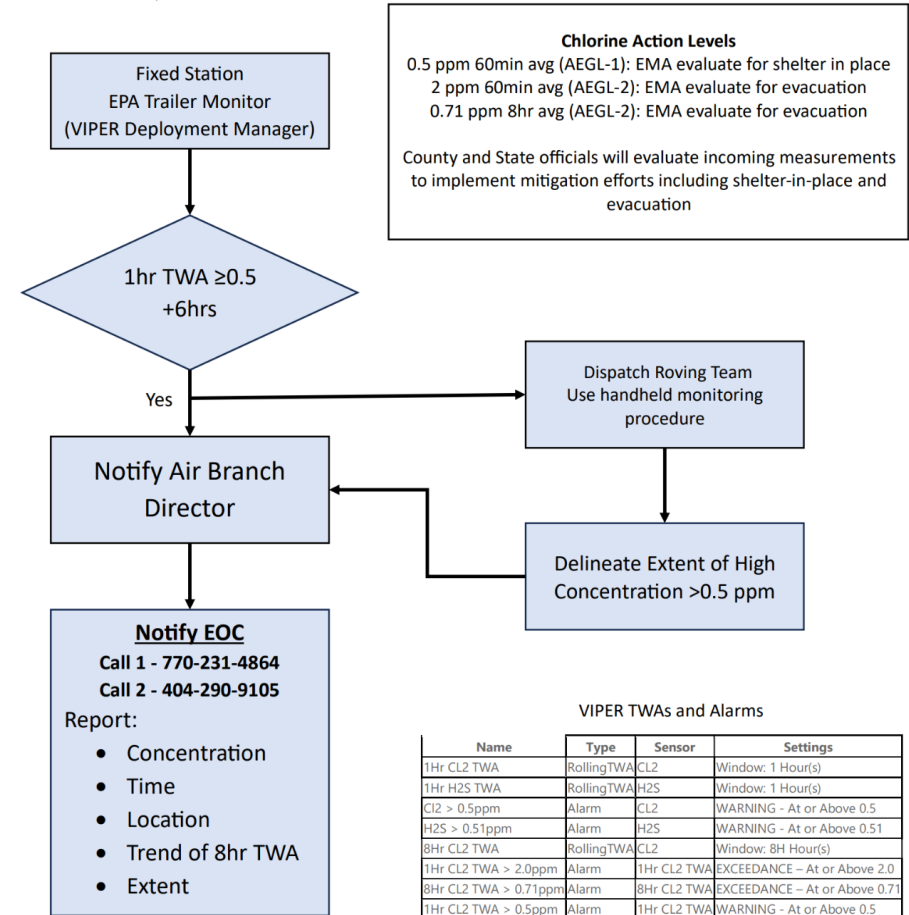 Chlorine Action Levels
0.5 ppm 60min avg (AEGL-1): EMA evaluate for shelter in place
2 ppm 60min avg (AEGL-2): EMA evaluate for evacuation
0.71 ppm 8hr avg (AEGL-2): EMA evaluate for evacuation
County and State officials will evaluate incoming measurements
to implement mitigation efforts including shelter-in-place and
evacuation
Fixed Station
EPA Trailer Monitor
(VIPER Deployment Manager)
1hr TWA ≥0.5
+6hrs
Yes
Dispatch Roving Team
Use handheld monitoring
procedure
Notify Air Branch
Director
Delineate Extent of High
Concentration >0.5 ppm
Notify EOC
Call 1 - 770-231-4864
Call 2 - 404-290-9105
Report:
• Concentration
• Time
• Location
• Trend of 8hr TWA
• Extent
VIPER TWAs and Alarms
Name Type Sensor Settings
1Hr CL2 TWA RollingTWA CL2 Window: 1 Hour(s)
1Hr H2S TWA RollingTWA H2S Window: 1 Hour(s)
Cl2 > 0.5ppm Alarm CL2 WARNING - At or Above 0.5
H2S > 0.51ppm Alarm H2S WARNING - At or Above 0.51
8Hr CL2 TWA RollingTWA CL2 Window: 8H Hour(s)
1Hr CL2 TWA > 2.0ppm Alarm 1Hr CL2 TWA EXCEEDANCE – At or Above 2.0
8Hr CL2 TWA > 0.71ppm Alarm 8Hr CL2 TWA EXCEEDANCE – At or Above 0.71
1Hr CL2 TWA > 0.5ppm Alarm 1Hr CL2 TWA WARNING - At or Above 0.5